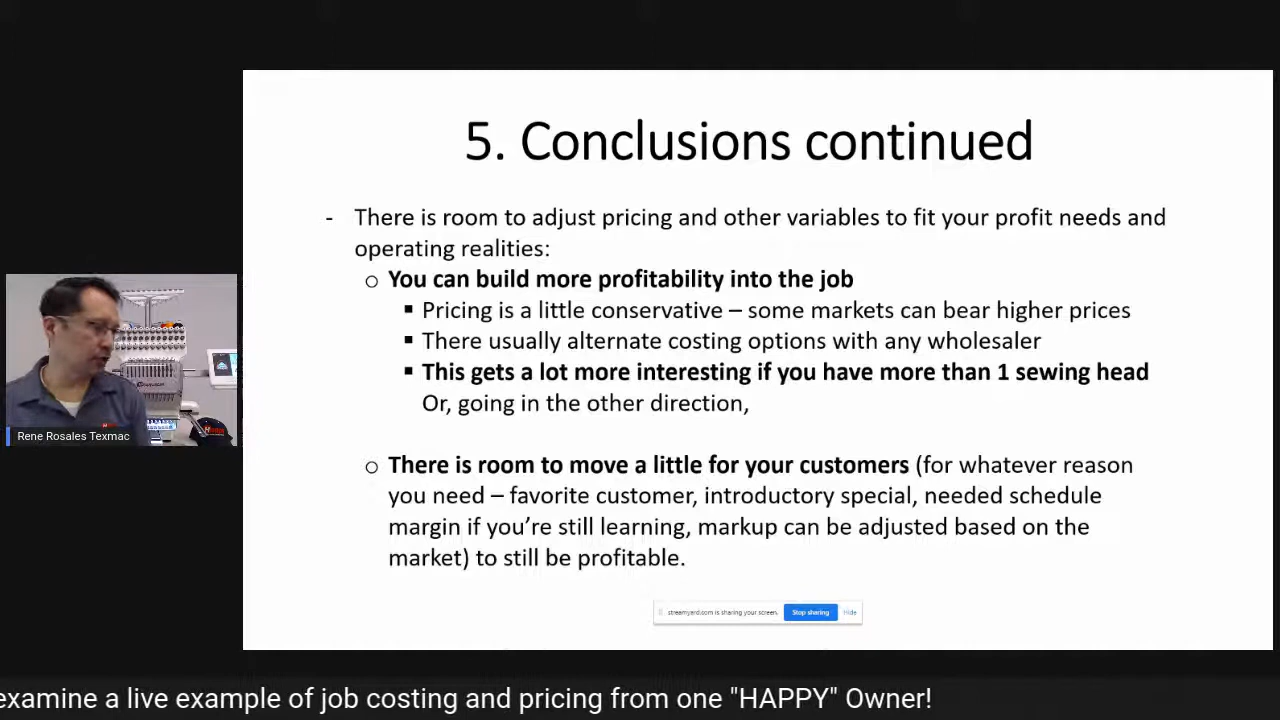 5. Conclusions continued
- There is room to adjust pricing and other variables to fit your profit needs and
operating realities:
o You can build more profitability into the job
▪ Pricing is a little conservative – some markets can bear higher prices
▪ There usually alternate costing options with any wholesaler
▪ This gets a lot more interesting if you have more than 1 sewing head
Or, going in the other direction,
o There is room to move a little for your customers (for whatever reason
you need – favorite customer, introductory special, needed schedule
margin if you're still learning, markup can be adjusted based on the
market) to still be profitable.
Rene Rosales Texmac
streamyard.com is sharing your screen. Stop sharing Hide
examine a live example of job costing and pricing from one "HAPPY" Owner!